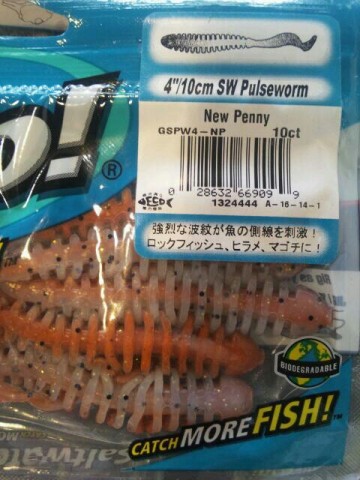 4"/10cm SW Pulseworm
New Penny
GSPW4-NP 10ct
ECO
0 28632 66909 9
1324444 A-16-14-1
強烈な波紋が魚の側線を刺激！
ロックフィッシュ、ヒラメ、マゴチに！
!
®
BIODEGRADABLE
CATCH MORE FISH!™